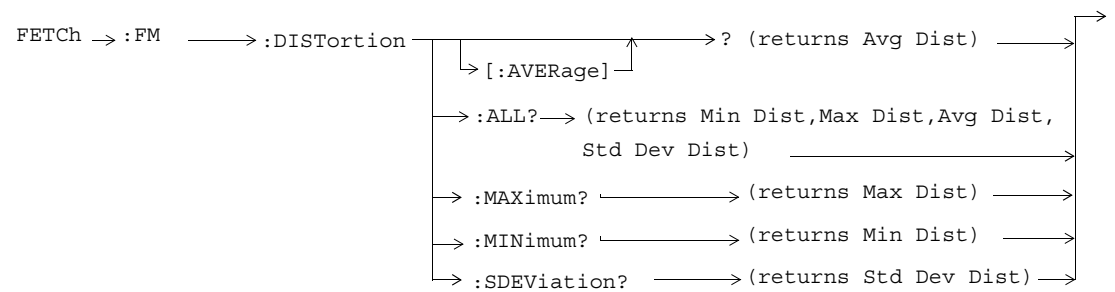 FETCh :FM :DISTortion ? (returns Avg Dist)
[:AVERage]
:ALL? (returns Min Dist,Max Dist,Avg Dist,
Std Dev Dist)
:MAXimum? (returns Max Dist)
:MINimum? (returns Min Dist)
:SDEViation? (returns Std Dev Dist)